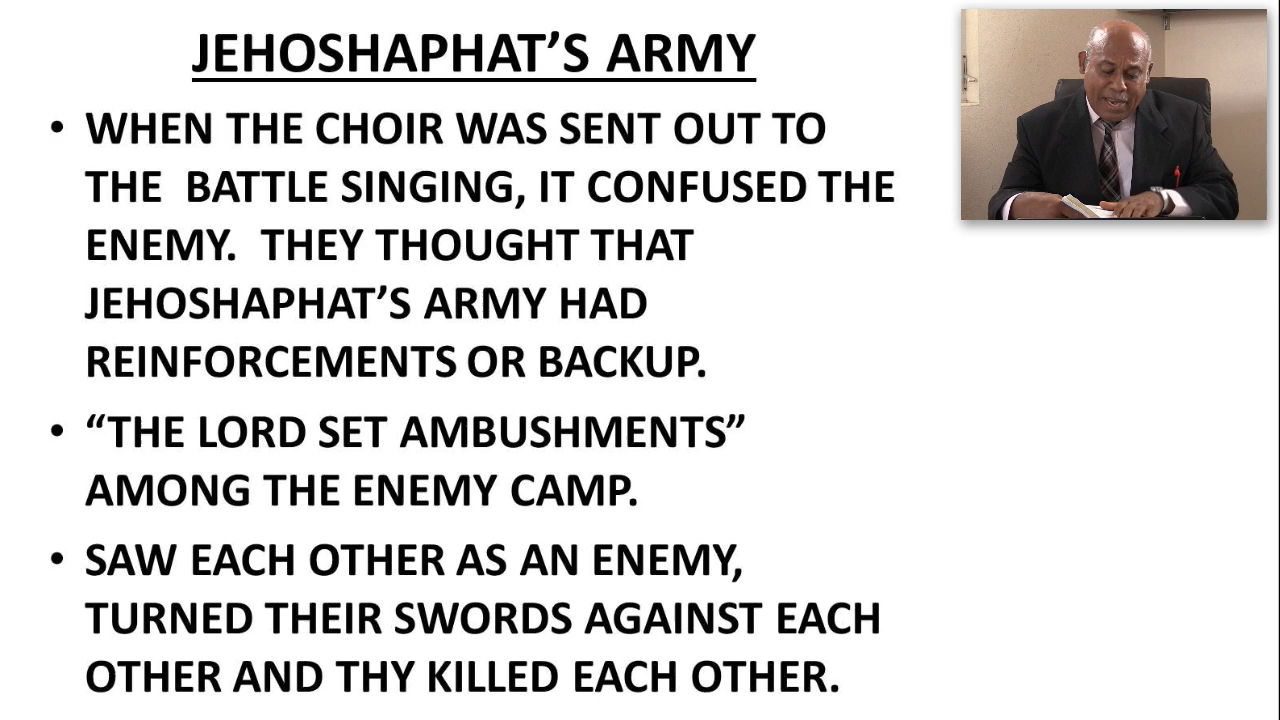 JEHOSHAPHAT’S ARMY
• WHEN THE CHOIR WAS SENT OUT TO
THE  BATTLE SINGING, IT CONFUSED THE
ENEMY.  THEY THOUGHT THAT
JEHOSHAPHAT’S ARMY HAD
REINFORCEMENTS OR BACKUP.
• “THE LORD SET AMBUSHMENTS”
AMONG THE ENEMY CAMP.
• SAW EACH OTHER AS AN ENEMY,
TURNED THEIR SWORDS AGAINST EACH
OTHER AND THY KILLED EACH OTHER.